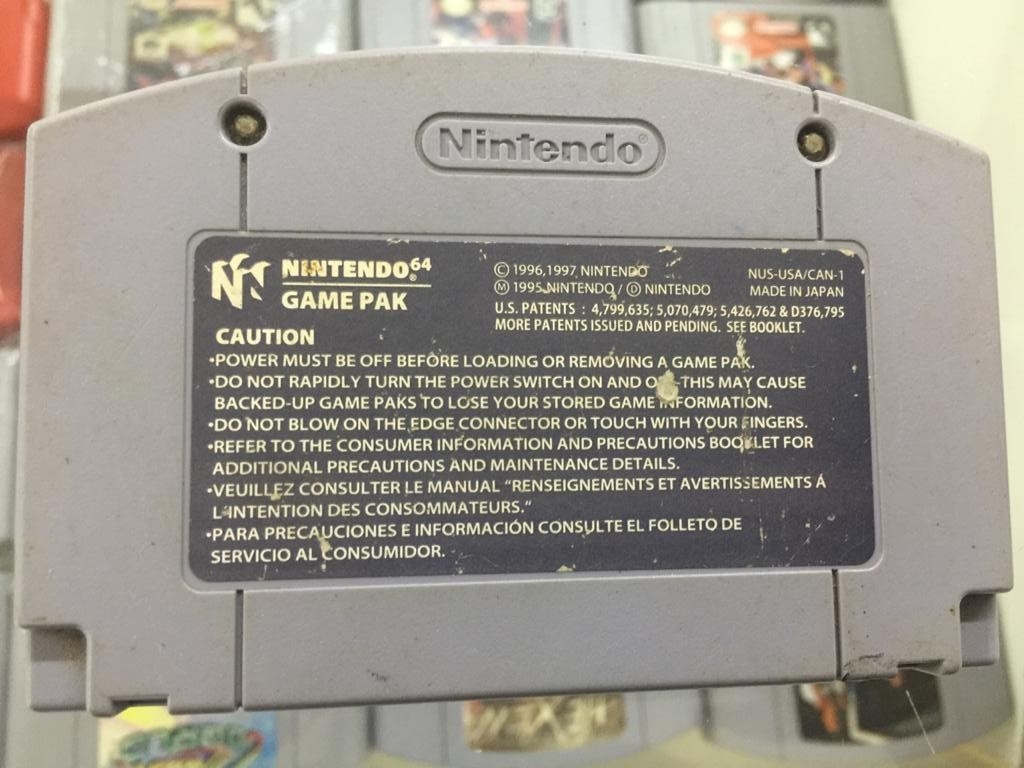 Nintendo®
NINTENDO®64
GAME PAK
© 1996,1997 NINTENDO
Ⓜ 1995 NINTENDO / Ⓓ NINTENDO
NUS-USA/CAN-1
MADE IN JAPAN
U.S. PATENTS : 4,799,635; 5,070,479; 5,426,762 & D376,795
MORE PATENTS ISSUED AND PENDING. SEE BOOKLET.
CAUTION
•POWER MUST BE OFF BEFORE LOADING OR REMOVING A GAME PAK.
•DO NOT RAPIDLY TURN THE POWER SWITCH ON AND OFF THIS MAY CAUSE
BACKED-UP GAME PAKS TO LOSE YOUR STORED GAME INFORMATION.
•DO NOT BLOW ON THE EDGE CONNECTOR OR TOUCH WITH YOUR FINGERS.
•REFER TO THE CONSUMER INFORMATION AND PRECAUTIONS BOOKLET FOR
ADDITIONAL PRECAUTIONS AND MAINTENANCE DETAILS.
•VEUILLEZ CONSULTER LE MANUAL "RENSEIGNEMENTS ET AVERTISSEMENTS Á
L'INTENTION DES CONSOMMATEURS."
•PARA PRECAUCIONES E INFORMACIÓN CONSULTE EL FOLLETO DE
SERVICIO AL CONSUMIDOR.
HEXEN